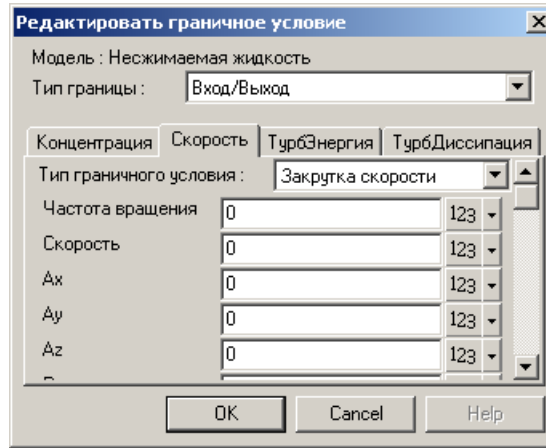 Редактировать граничное условие
Модель : Несжимаемая жидкость
Тип границы : Вход/Выход
Концентрация Скорость ТурбЭнергия ТурбДиссипация
Тип граничного условия : Закрутка скорости
Частота вращения 0 123
Скорость 0 123
Ax 0 123
Ay 0 123
Az 0 123
OK Cancel Help